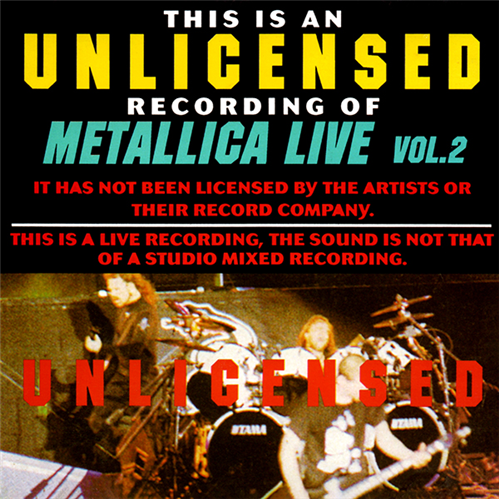 THIS IS AN
UNLICENSED
RECORDING OF
METALLICA LIVE VOL.2
IT HAS NOT BEEN LICENSED BY THE ARTISTS OR
THEIR RECORD COMPANY.
THIS IS A LIVE RECORDING, THE SOUND IS NOT THAT
OF A STUDIO MIXED RECORDING.
UNLICENSED
TAMA TAMA